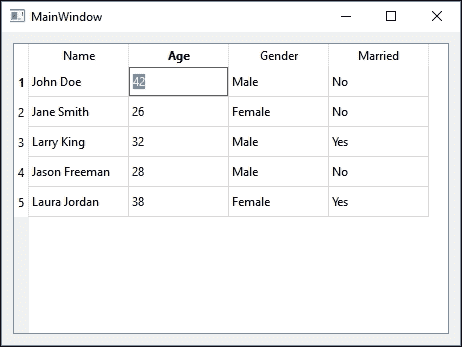 MainWindow
Name Age Gender Married
1 John Doe 42 Male No
2 Jane Smith 26 Female No
3 Larry King 32 Male Yes
4 Jason Freeman 28 Male No
5 Laura Jordan 38 Female Yes